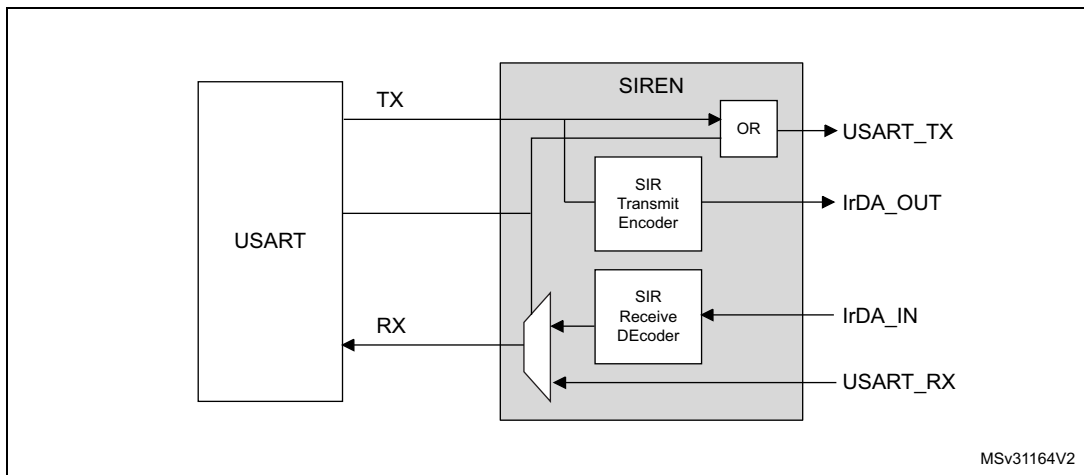 SIREN
TX
OR
USART_TX
SIR
Transmit
Encoder
IrDA_OUT
USART
SIR
Receive
DEcoder
IrDA_IN
RX
USART_RX
MSv31164V2